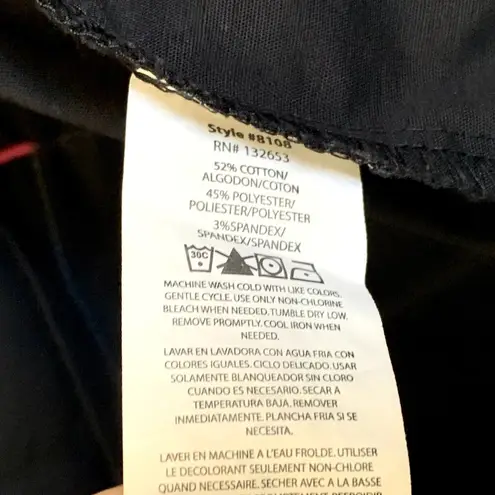 Style #8108
RN# 132653
52% COTTON/
ALGODON/COTON
45% POLYESTER/
POLIESTER/POLYESTER
3%SPANDEX/
SPANDEX/SPANDEX
30C
MACHINE WASH COLD WITH LIKE COLORS.
GENTLE CYCLE. USE ONLY NON-CHLORINE
BLEACH WHEN NEEDED. TUMBLE DRY LOW.
REMOVE PROMPTLY. COOL IRON WHEN
NEEDED.
LAVAR EN LAVADORA CON AGUA FRIA CON
COLORES IGUALES. CICLO DELICADO. USAR
SOLAMENTE BLANQUEADOR SIN CLORO
CUANDO ES NECESARIO. SECAR A
TEMPERATURA BAJA. REMOVER
IMMEDIATAMENTE. PLANCHA FRIA SI SE
NECESITA.
LAVER EN MACHINE A L'EAU FROLDE. UTILISER
LE DECOLORANT SEULEMENT NON-CHLORE
QUAND NECESSAIRE. SECHER AVEC A LA BASSE